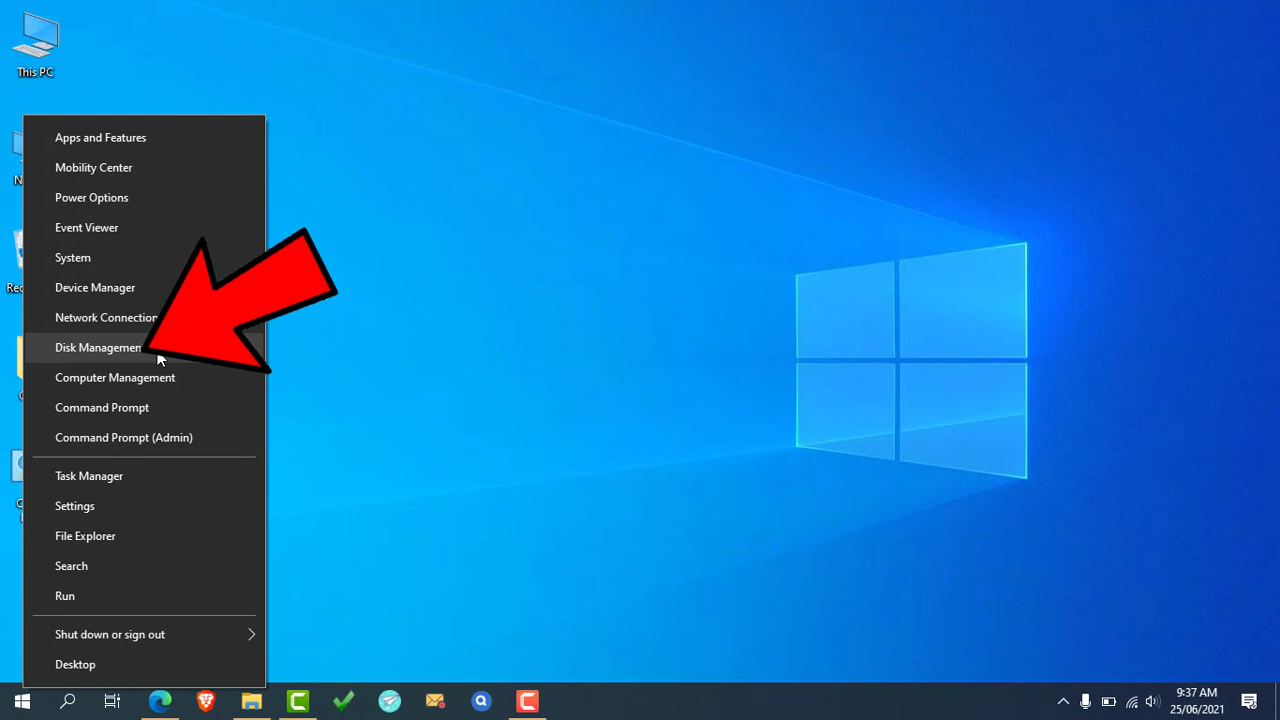 This PC
Apps and Features
Mobility Center
Power Options
Event Viewer
System
Device Manager
Network Connection
Disk Managemen
Computer Management
Command Prompt
Command Prompt (Admin)
Task Manager
Settings
File Explorer
Search
Run
Shut down or sign out
Desktop
9:37 AM
25/06/2021